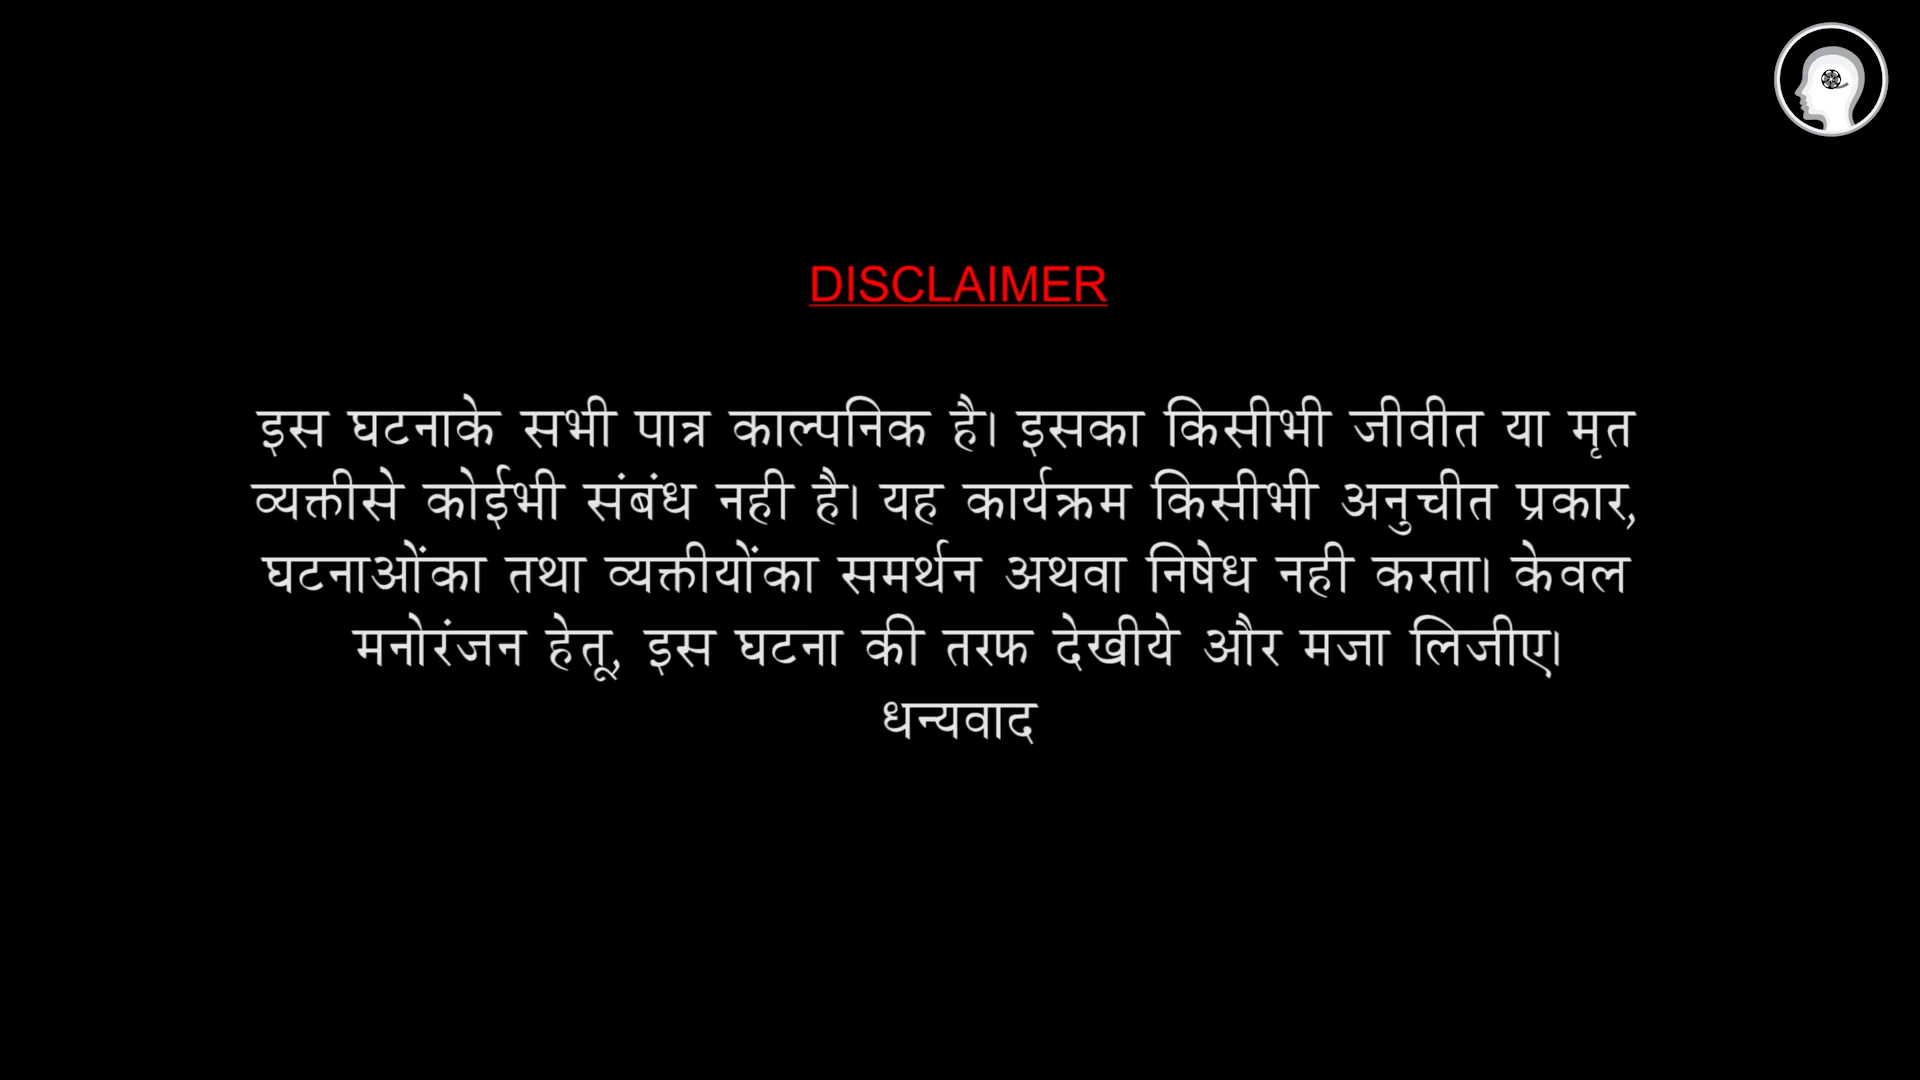 DISCLAIMER
इस घटनाके सभी पात्र काल्पनिक है। इसका किसीभी जीवीत या मृत
व्यक्तीसे कोईभी संबंध नही है। यह कार्यक्रम किसीभी अनुचीत प्रकार,
घटनाओंका तथा व्यक्तीयोंका समर्थन अथवा निषेध नही करता। केवल
मनोरंजन हेतू, इस घटना की तरफ देखीये और मजा लिजीए।
धन्यवाद